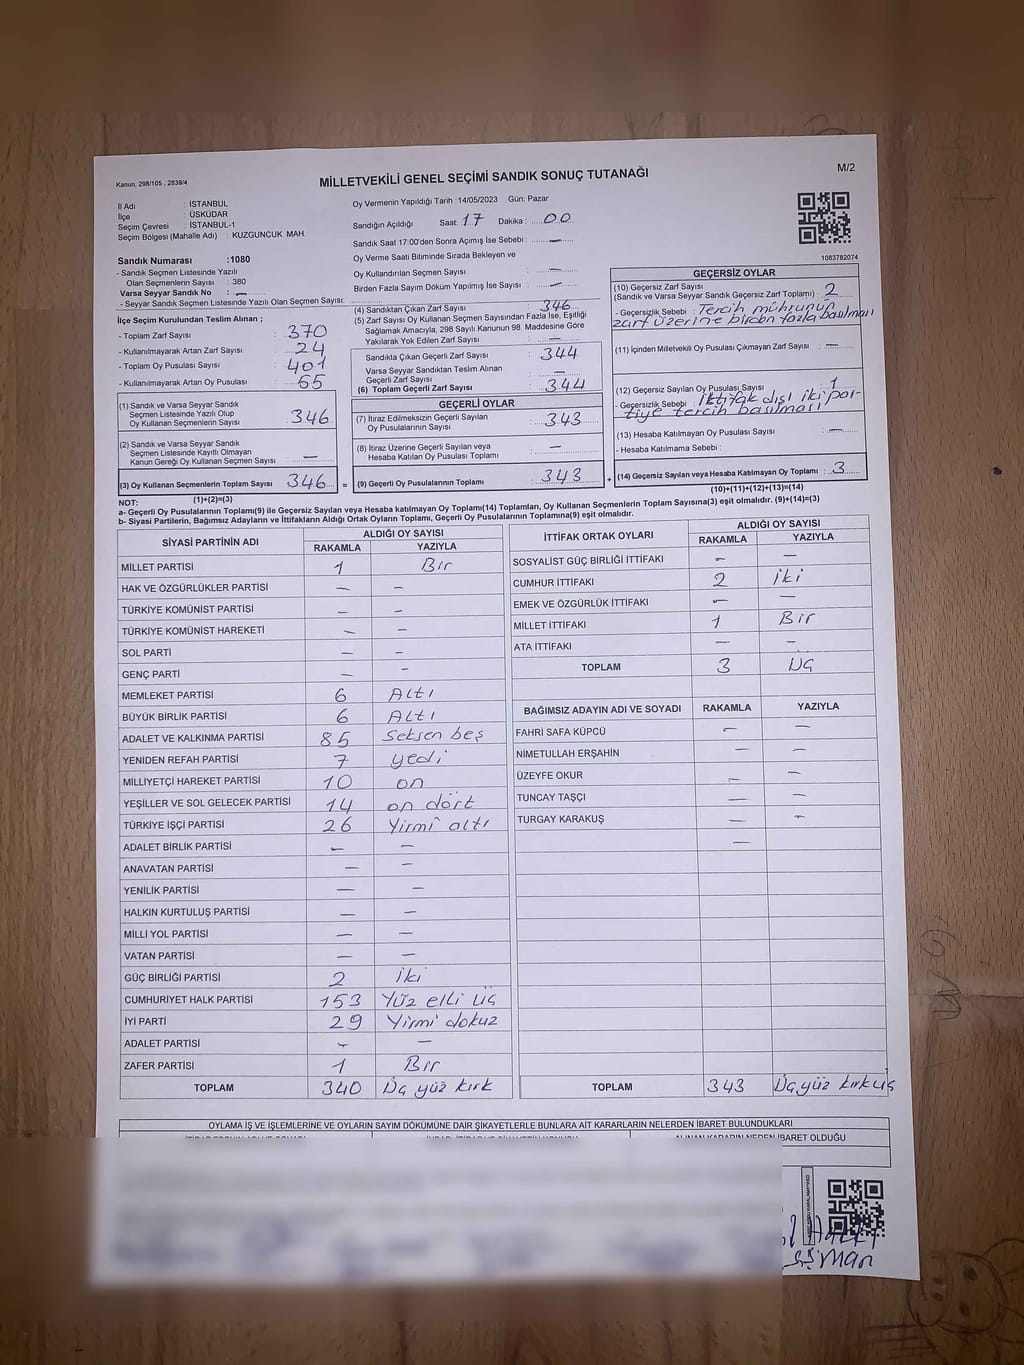 Kanun; 298/105 , 2839/4
MİLLETVEKİLİ GENEL SEÇİMİ SANDIK SONUÇ TUTANAĞI
M/2
İl Adı : İSTANBUL
İlçe : ÜSKÜDAR
Seçim Çevresi : İSTANBUL-1
Seçim Bölgesi (Mahalle Adı) : KUZGUNCUK MAH.
Sandık Numarası :1080
- Sandık Seçmen Listesinde Yazılı
Olan Seçmenlerin Sayısı : 380
Varsa Seyyar Sandık No : —
- Seyyar Sandık Seçmen Listesinde Yazılı Olan Seçmen Sayısı:
İlçe Seçim Kurulundan Teslim Alınan ;
- Toplam Zarf Sayısı : 370
- Kullanılmayarak Artan Zarf Sayısı : 24
- Toplam Oy Pusulası Sayısı : 401
- Kullanılmayarak Artan Oy Pusulası : 65
(1) Sandık ve Varsa Seyyar Sandık
Seçmen Listesinde Yazılı Olup
Oy Kullanan Seçmenlerin Sayısı : 346
(2) Sandık ve Varsa Seyyar Sandık
Seçmen Listesinde Kayıtlı Olmayan
Kanun Gereği Oy Kullanan Seçmen Sayısı : —
(3) Oy Kullanan Seçmenlerin Toplam Sayısı : 346 =
(1)+(2)=(3)
Oy Vermenin Yapıldığı Tarih : 14/05/2023 Gün: Pazar
Sandığın Açıldığı Saat: 17 Dakika : 00
Sandık Saat 17:00'den Sonra Açımış İse Sebebi: —
Oy Verme Saati Bitiminde Sırada Bekleyen ve
Oy Kullandırılan Seçmen Sayısı : —
Birden Fazla Sayım Döküm Yapılmış İse Sayısı : —
(4) Sandıktan Çıkan Zarf Sayısı : 346
(5) Zarf Sayısı Oy Kullanan Seçmen Sayısından Fazla İse, Eşitliği
Sağlamak Amacıyla, 298 Sayılı Kanunun 98. Maddesine Göre
Yakılarak Yok Edilen Zarf Sayısı : —
Sandıkta Çıkan Geçerli Zarf Sayısı : 344
Varsa Seyyar Sandıktan Teslim Alınan
Geçerli Zarf Sayısı : —
(6) Toplam Geçerli Zarf Sayısı : 344
GEÇERLİ OYLAR
(7) İtiraz Edilmeksizin Geçerli Sayılan
Oy Pusulalarının Sayısı : 343
(8) İtiraz Üzerine Geçerli Sayılan veya
Hesaba Katılan Oy Pusulası Toplamı : —
(9) Geçerli Oy Pusulalarının Toplamı : 343 +
1083782074
GEÇERSİZ OYLAR
(10) Geçersiz Zarf Sayısı
(Sandık ve Varsa Seyyar Sandık Geçersiz Zarf Toplamı) : 2
- Geçersizlik Sebebi : Tercih mührünün
zarf üzerine birden fazla basılması
(11) İçinden Milletvekili Oy Pusulası Çıkmayan Zarf Sayısı : —
(12) Geçersiz Sayılan Oy Pusulası Sayısı : 1
- Geçersizlik Sebebi : İttifak dışı iki par-
tiye tercih basılması
(13) Hesaba Katılmayan Oy Pusulası Sayısı : —
- Hesaba Katılmama Sebebi :
(14) Geçersiz Sayılan veya Hesaba Katılmayan Oy Toplamı : 3
(10)+(11)+(12)+(13)=(14)
NOT:
a- Geçerli Oy Pusulalarının Toplamı(9) ile Geçersiz Sayılan veya Hesaba katılmayan Oy Toplamı(14) Toplamları, Oy Kullanan Seçmenlerin Toplam Sayısına(3) eşit olmalıdır. (9)+(14)=(3)
b- Siyasi Partilerin, Bağımsız Adayların ve İttifakların Aldığı Ortak Oyların Toplamı, Geçerli Oy Pusulalarının Toplamına(9) eşit olmalıdır.
SİYASİ PARTİNİN ADI
ALDIĞI OY SAYISI
RAKAMLA YAZIYLA
MİLLET PARTİSİ 1 Bir
HAK VE ÖZGÜRLÜKLER PARTİSİ — —
TÜRKİYE KOMÜNİST PARTİSİ — —
TÜRKİYE KOMÜNİST HAREKETİ — —
SOL PARTİ — —
GENÇ PARTİ — —
MEMLEKET PARTİSİ 6 Altı
BÜYÜK BİRLİK PARTİSİ 6 Altı
ADALET VE KALKINMA PARTİSİ 85 Seksen beş
YENİDEN REFAH PARTİSİ 7 yedi
MİLLİYETÇİ HAREKET PARTİSİ 10 on
YEŞİLLER VE SOL GELECEK PARTİSİ 14 on dört
TÜRKİYE İŞÇİ PARTİSİ 26 Yirmi altı
ADALET BİRLİK PARTİSİ — —
ANAVATAN PARTİSİ — —
YENİLİK PARTİSİ — —
HALKIN KURTULUŞ PARTİSİ — —
MİLLİ YOL PARTİSİ — —
VATAN PARTİSİ — —
GÜÇ BİRLİĞİ PARTİSİ 2 İki
CUMHURİYET HALK PARTİSİ 153 Yüz elli üç
İYİ PARTİ 29 Yirmi dokuz
ADALET PARTİSİ — —
ZAFER PARTİSİ 1 Bir
TOPLAM 340 Üç yüz kırk
İTTİFAK ORTAK OYLARI
ALDIĞI OY SAYISI
RAKAMLA YAZIYLA
SOSYALİST GÜÇ BİRLİĞİ İTTİFAKI — —
CUMHUR İTTİFAKI 2 iki
EMEK VE ÖZGÜRLÜK İTTİFAKI — —
MİLLET İTTİFAKI 1 Bir
ATA İTTİFAKI — —
TOPLAM 3 Üç
BAĞIMSIZ ADAYIN ADI VE SOYADI RAKAMLA YAZIYLA
FAHRİ SAFA KÜPCÜ — —
NİMETULLAH ERŞAHİN — —
ÜZEYFE OKUR — —
TUNCAY TAŞÇI — —
TURGAY KARAKUŞ — —
—
TOPLAM 343 Üç yüz kırküç
OYLAMA İŞ VE İŞLEMLERİNE VE OYLARIN SAYIM DÖKÜMÜNE DAİR ŞİKAYETLERLE BUNLARA AİT KARARLARIN NELERDEN İBARET BULUNDUKLARI
ALINAN KARARIN NEDEN İBARET OLDUĞU